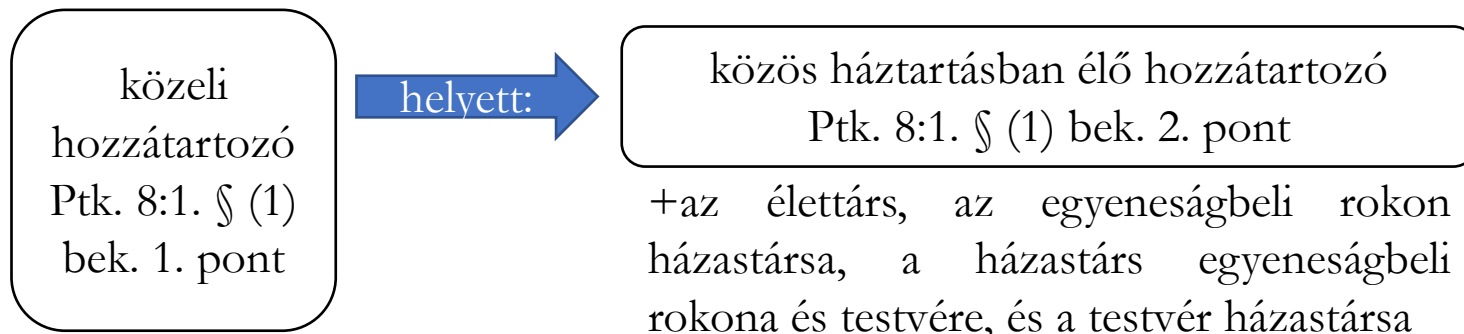 közeli
hozzátartozó
Ptk. 8:1. § (1)
bek. 1. pont
helyett:
közös háztartásban élő hozzátartozó
Ptk. 8:1. § (1) bek. 2. pont
+az élettárs, az egyeneságbeli rokon
házastársa, a házastárs egyeneságbeli
rokona és testvére, és a testvér házastársa